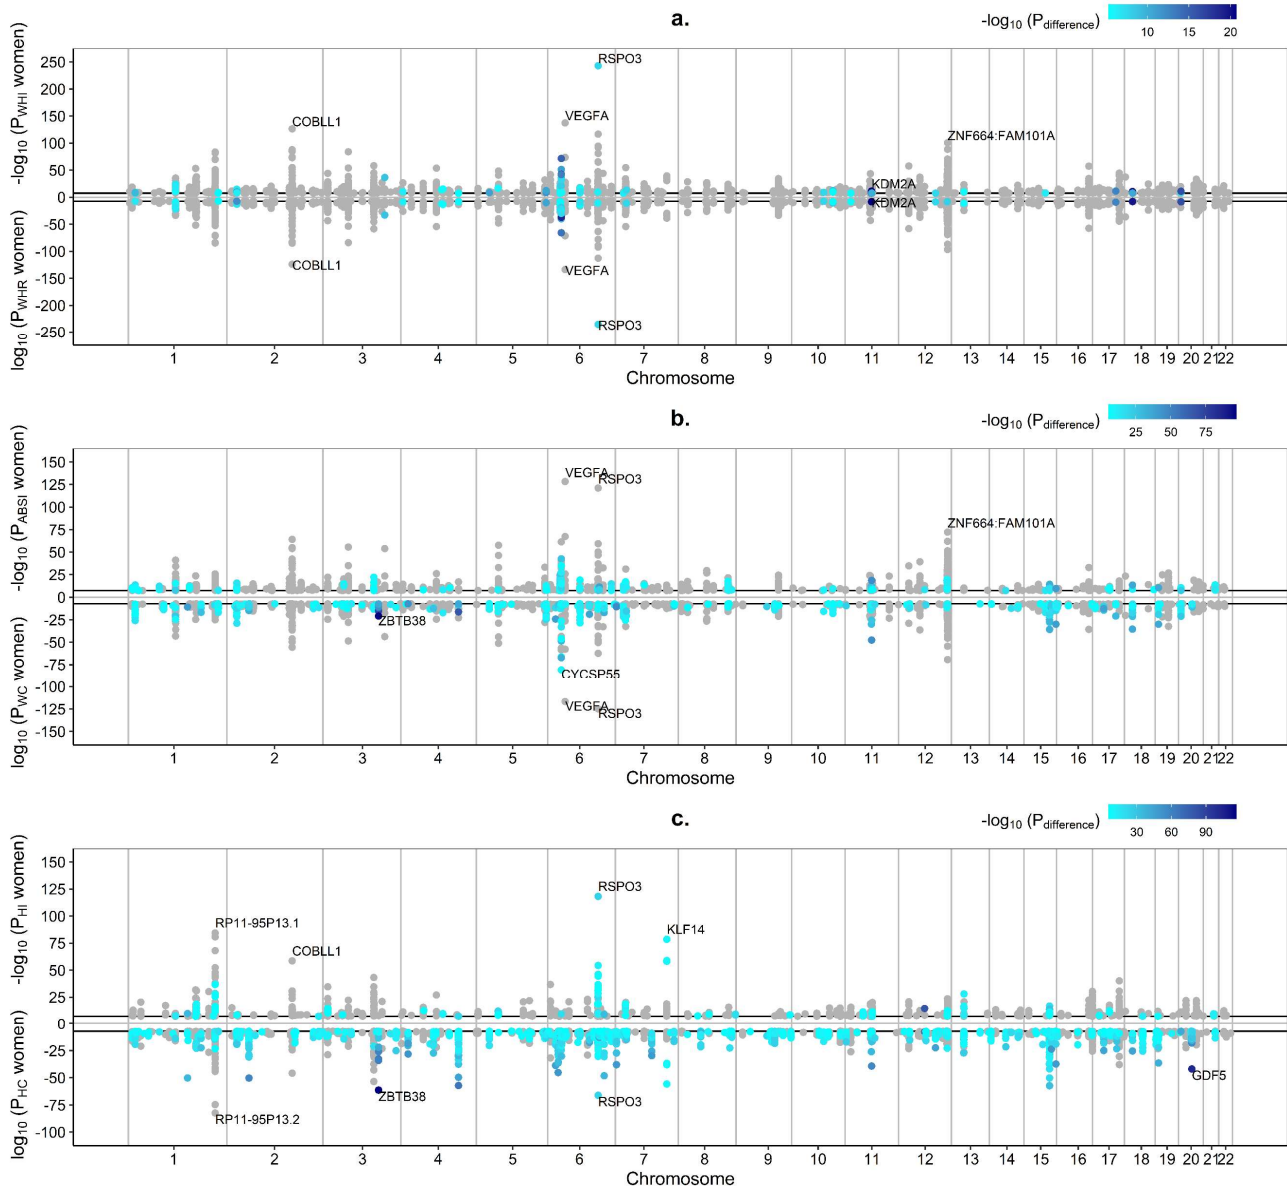 a.
-log10 (Pdifference)
10 15 20
-log10 (PWHI women)
log10 (PWHR women)
250
200
150
100
50
0
-50
-100
-150
-200
-250
RSPO3
VEGFA
COBLL1
ZNF664:FAM101A
KDM2A
KDM2A
COBLL1
VEGFA
RSPO3
1 2 3 4 5 6 7 8 9 10 11 12 13 14 15 16 17 18 19 20 21 22
Chromosome
b.
-log10 (Pdifference)
25 50 75
-log10 (PABSI women)
log10 (PWC women)
150
125
100
75
50
25
0
-25
-50
-75
-100
-125
-150
VEGFA
RSPO3
ZNF664:FAM101A
ZBTB38
CYCSP55
VEGFA
RSPO3
1 2 3 4 5 6 7 8 9 10 11 12 13 14 15 16 17 18 19 20 21 22
Chromosome
c.
-log10 (Pdifference)
30 60 90
-log10 (PHI women)
log10 (PHC women)
150
125
100
75
50
25
0
-25
-50
-75
-100
RSPO3
RP11-95P13.1
KLF14
COBLL1
GDF5
ZBTB38
RSPO3
RP11-95P13.2
1 2 3 4 5 6 7 8 9 10 11 12 13 14 15 16 17 18 19 20 21 22
Chromosome